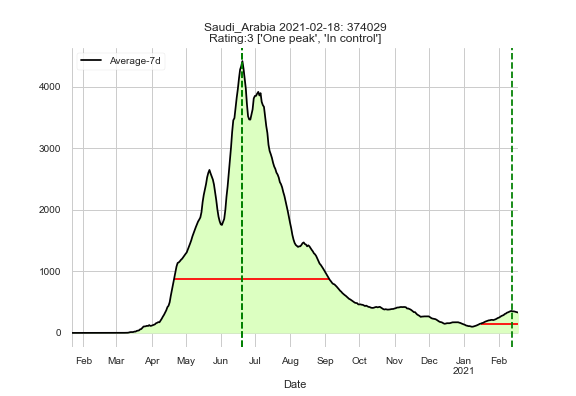 Saudi_Arabia 2021-02-18: 374029
Rating:3 ['One peak', 'In control']
Average-7d
4000
3000
2000
1000
0
Feb Mar Apr May Jun Jul Aug Sep Oct Nov Dec Jan Feb
2021
Date